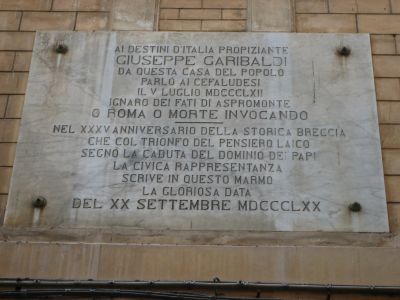 AI DESTINI D'ITALIA PROPIZIANTE
GIUSEPPE GARIBALDI
DA QUESTA CASA DEL POPOLO
PARLÒ AI CEFALUDESI
IL V LUGLIO MDCCCLXII
IGNARO DEI FATI DI ASPROMONTE
O ROMA O MORTE INVOCANDO
NEL XXXV ANNIVERSARIO DELLA STORICA BRECCIA
CHE COL TRIONFO DEL PENSIERO LAICO
SEGNÒ LA CADUTA DEL DOMINIO DEI PAPI
LA CIVICA RAPPRESENTANZA
SCRIVE IN QUESTO MARMO
LA GLORIOSA DATA
DEL XX SETTEMBRE MDCCCLXX